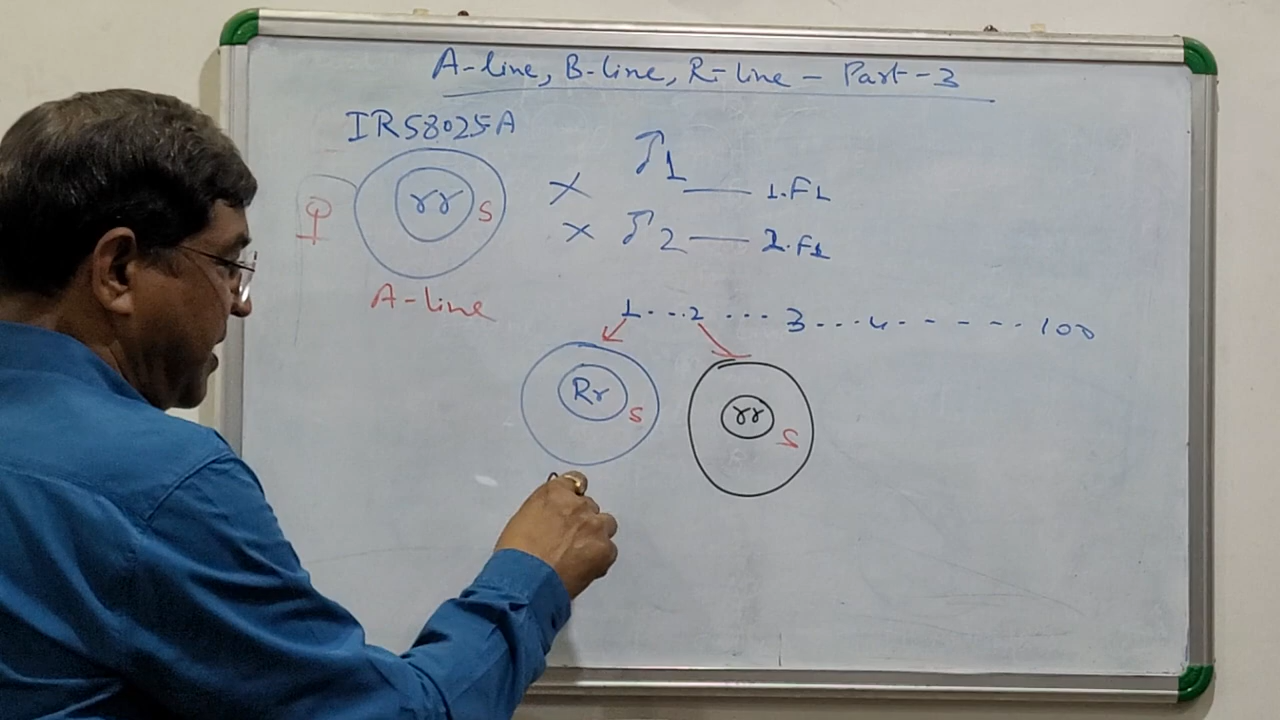 A-line, B-line, R-line - Part-3
IR58025A
♀ rr S × ♂1 — 1.F1
× ♂2 — 2.F1
A-line
1...2...3...4------100
Rr S rr S